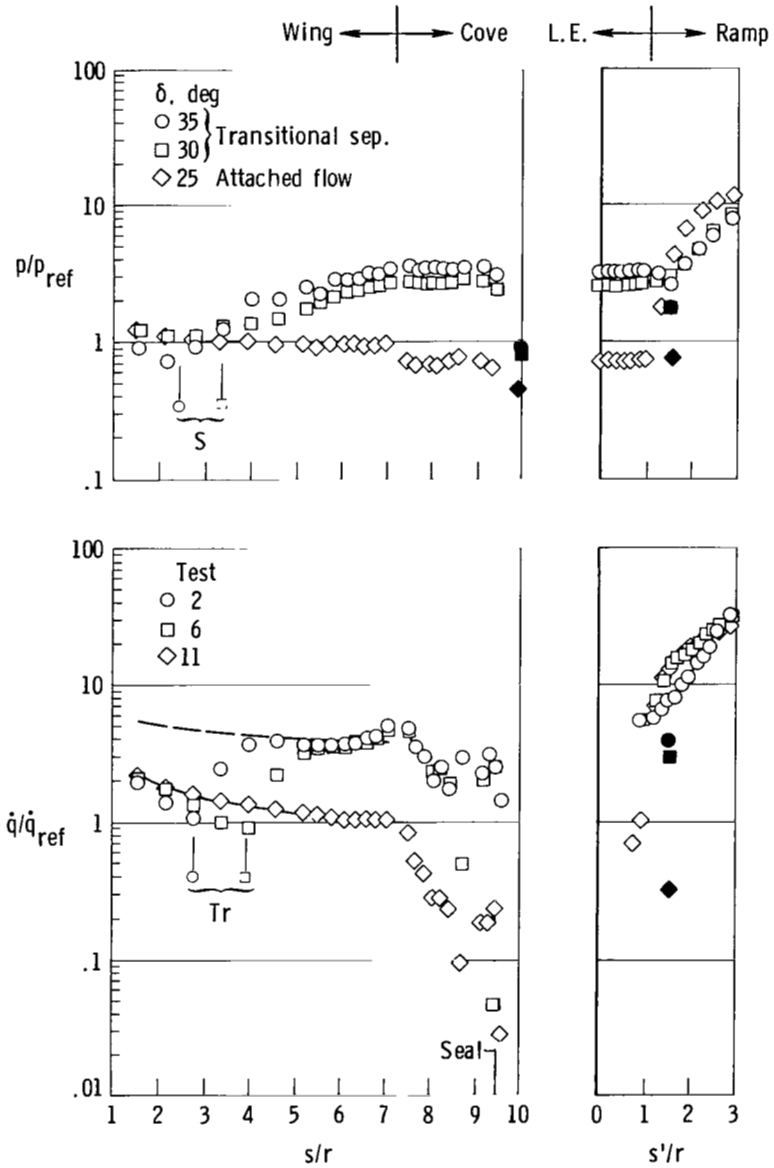 Wing Cove L.E. Ramp
100
δ, deg
35
30
Transitional sep.
25 Attached flow
10
p/p_ref
1
S
.1
100
Test
2
6
11
10
q̇/q̇_ref
1
Tr
.1
Seal
.01
1 2 3 4 5 6 7 8 9 10
0 1 2 3
s/r
s'/r